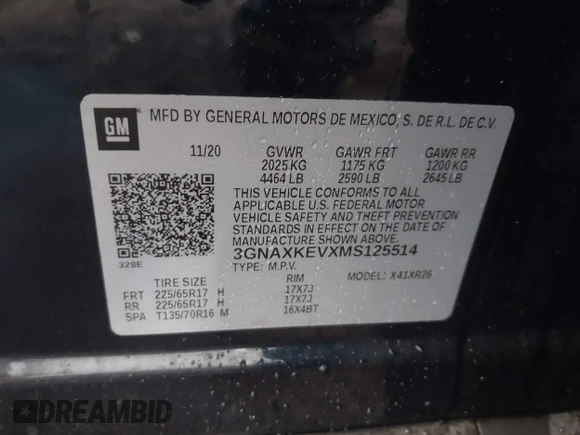 GM
MFD BY GENERAL MOTORS DE MEXICO, S. DE R.L. DE C.V.
11/20 GVWR GAWR FRT GAWR RR
2025 KG 1175 KG 1200 KG
4464 LB 2590 LB 2645 LB
THIS VEHICLE CONFORMS TO ALL
APPLICABLE U.S. FEDERAL MOTOR
VEHICLE SAFETY AND THEFT PREVENTION
STANDARDS IN EFFECT ON THE DATE OF
MANUFACTURE SHOWN ABOVE.
3GNAXKEVXMS125514
328E
TYPE: M.P.V. MODEL: X41XR26
TIRE SIZE RIM
FRT 225/65R17 H 17X7J
RR 225/65R17 H 17X7J
SPA T135/70R16 M 16X4BT
DREAMBID